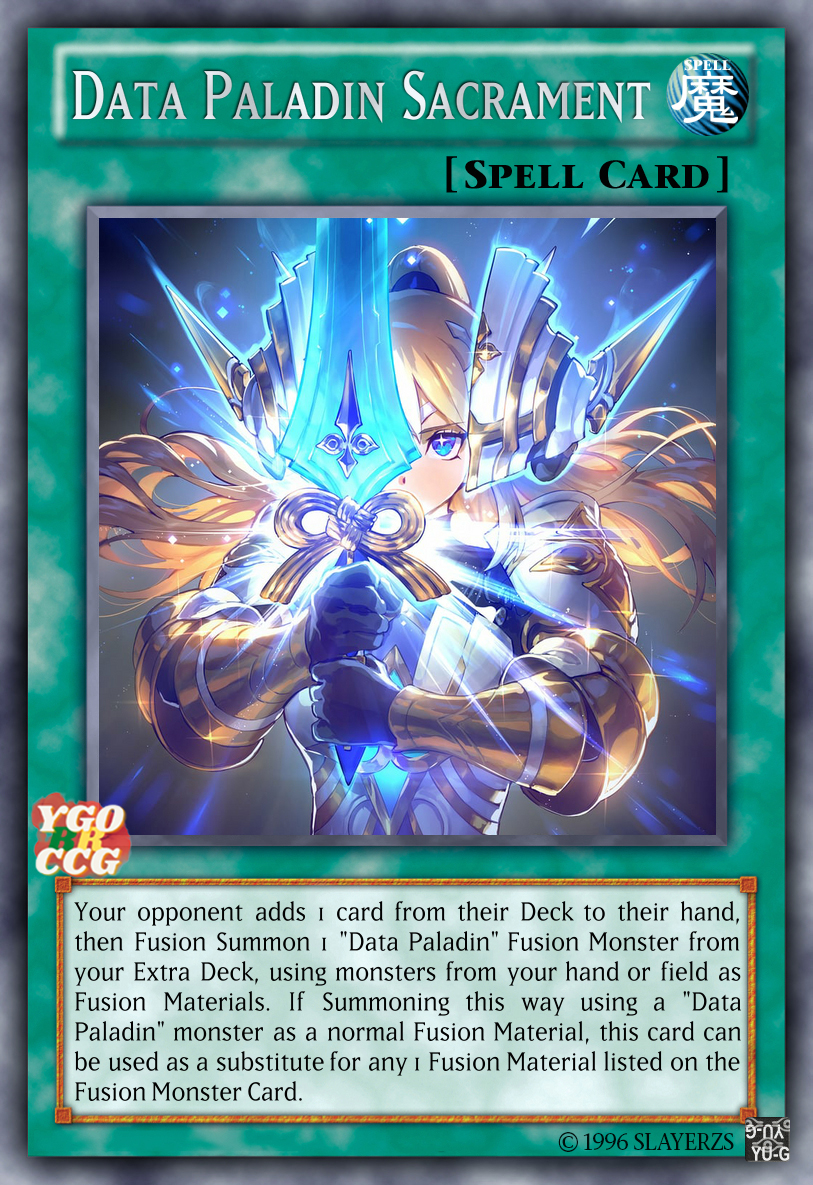 DATA PALADIN SACRAMENT
SPELL
魔
[SPELL CARD]
YGO
BR
CCG
Your opponent adds 1 card from their Deck to their hand,
then Fusion Summon 1 "Data Paladin" Fusion Monster from
your Extra Deck, using monsters from your hand or field as
Fusion Materials. If Summoning this way using a "Data
Paladin" monster as a normal Fusion Material, this card can
be used as a substitute for any 1 Fusion Material listed on the
Fusion Monster Card.
© 1996 SLAYERZS
YU-G